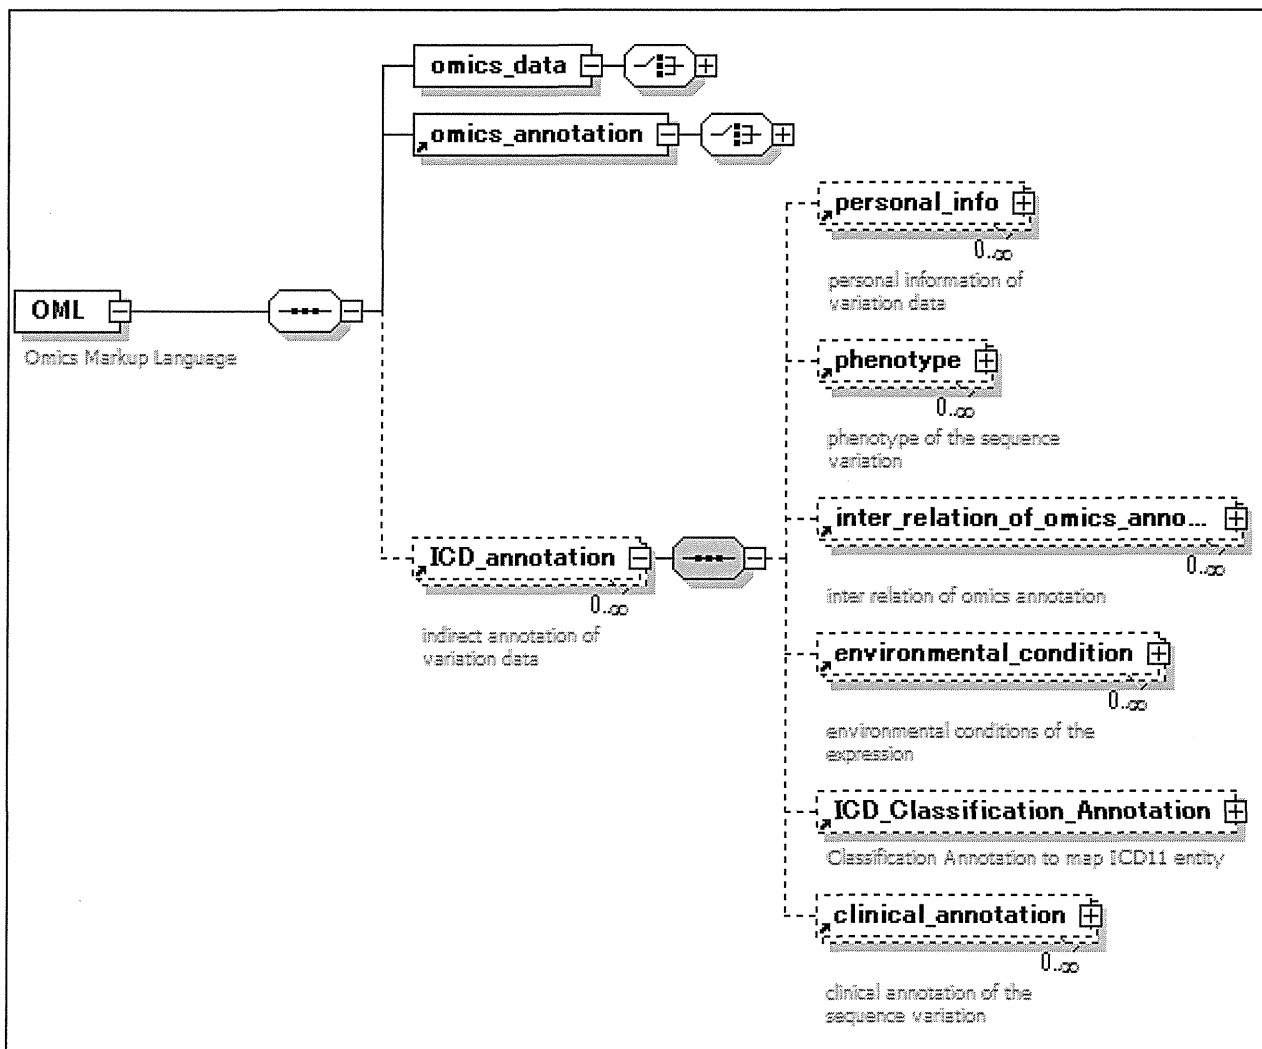 omics_data
omics_annotation
personal_info
0..∞
personal information of
variation data
OML
Omics Markup Language
phenotype
0..∞
phenotype of the sequence
variation
inter_relation_of_omics_anno...
0..∞
inter relation of omics annotation
ICD_annotation
0..∞
indirect annotation of
variation data
environmental_condition
0..∞
environmental conditions of the
expression
ICD_Classification_Annotation
Classification Annotation to map ICD11 entity
clinical_annotation
0..∞
clinical annotation of the
sequence variation